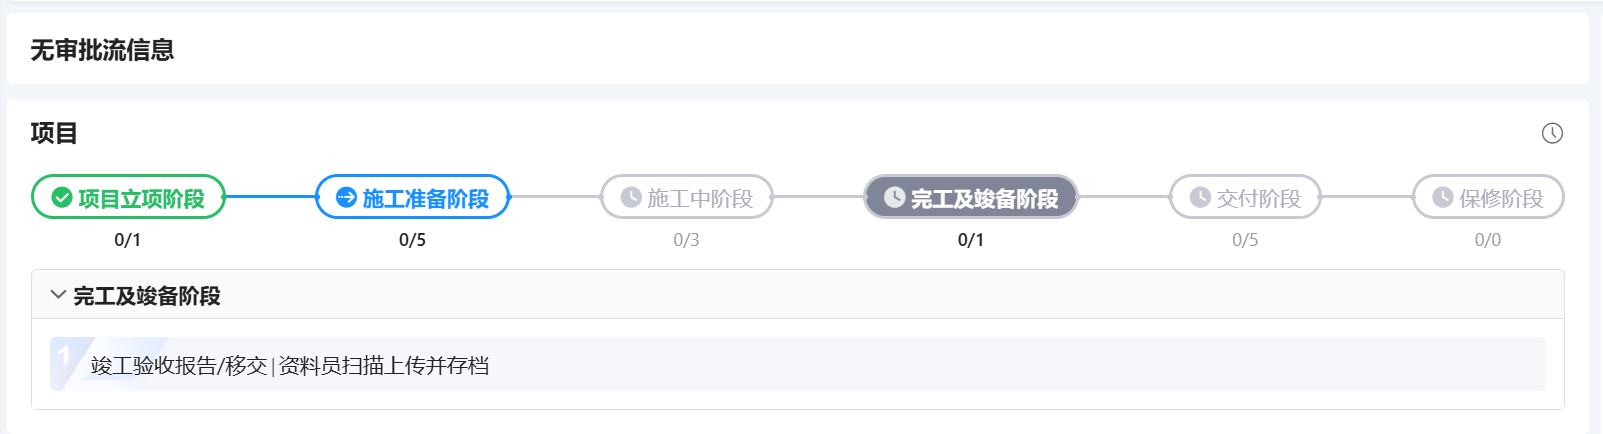 无审批流信息
项目
项目立项阶段 施工准备阶段 施工中阶段 完工及竣备阶段 交付阶段 保修阶段
0/1 0/5 0/3 0/1 0/5 0/0
完工及竣备阶段
1 竣工验收报告/移交|资料员扫描上传并存档